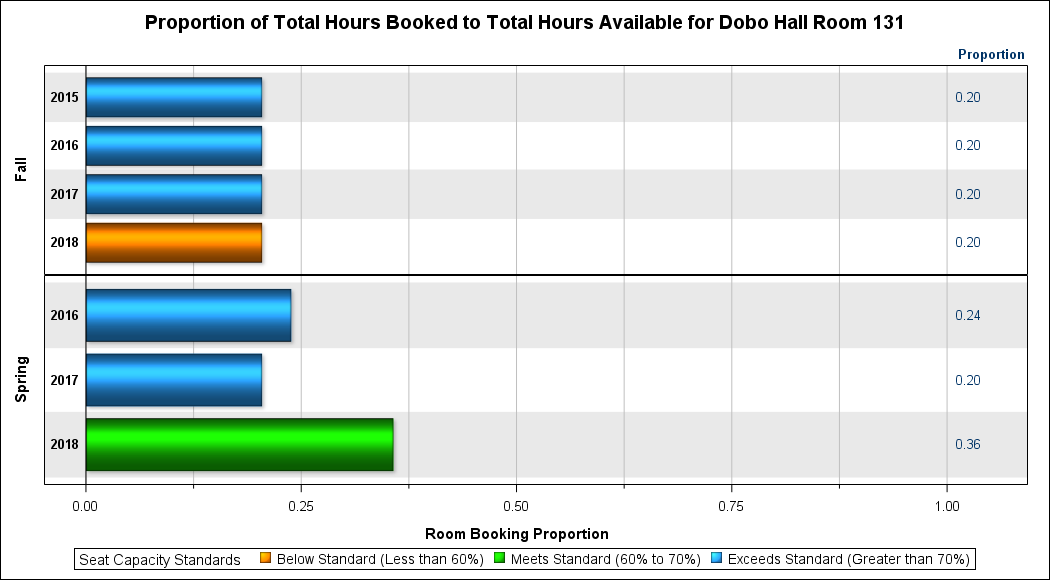 Proportion of Total Hours Booked to Total Hours Available for Dobo Hall Room 131
Proportion
Fall
2015 0.20
2016 0.20
2017 0.20
2018 0.20
Spring
2016 0.24
2017 0.20
2018 0.36
0.00 0.25 0.50 0.75 1.00
Room Booking Proportion
Seat Capacity Standards Below Standard (Less than 60%) Meets Standard (60% to 70%) Exceeds Standard (Greater than 70%)